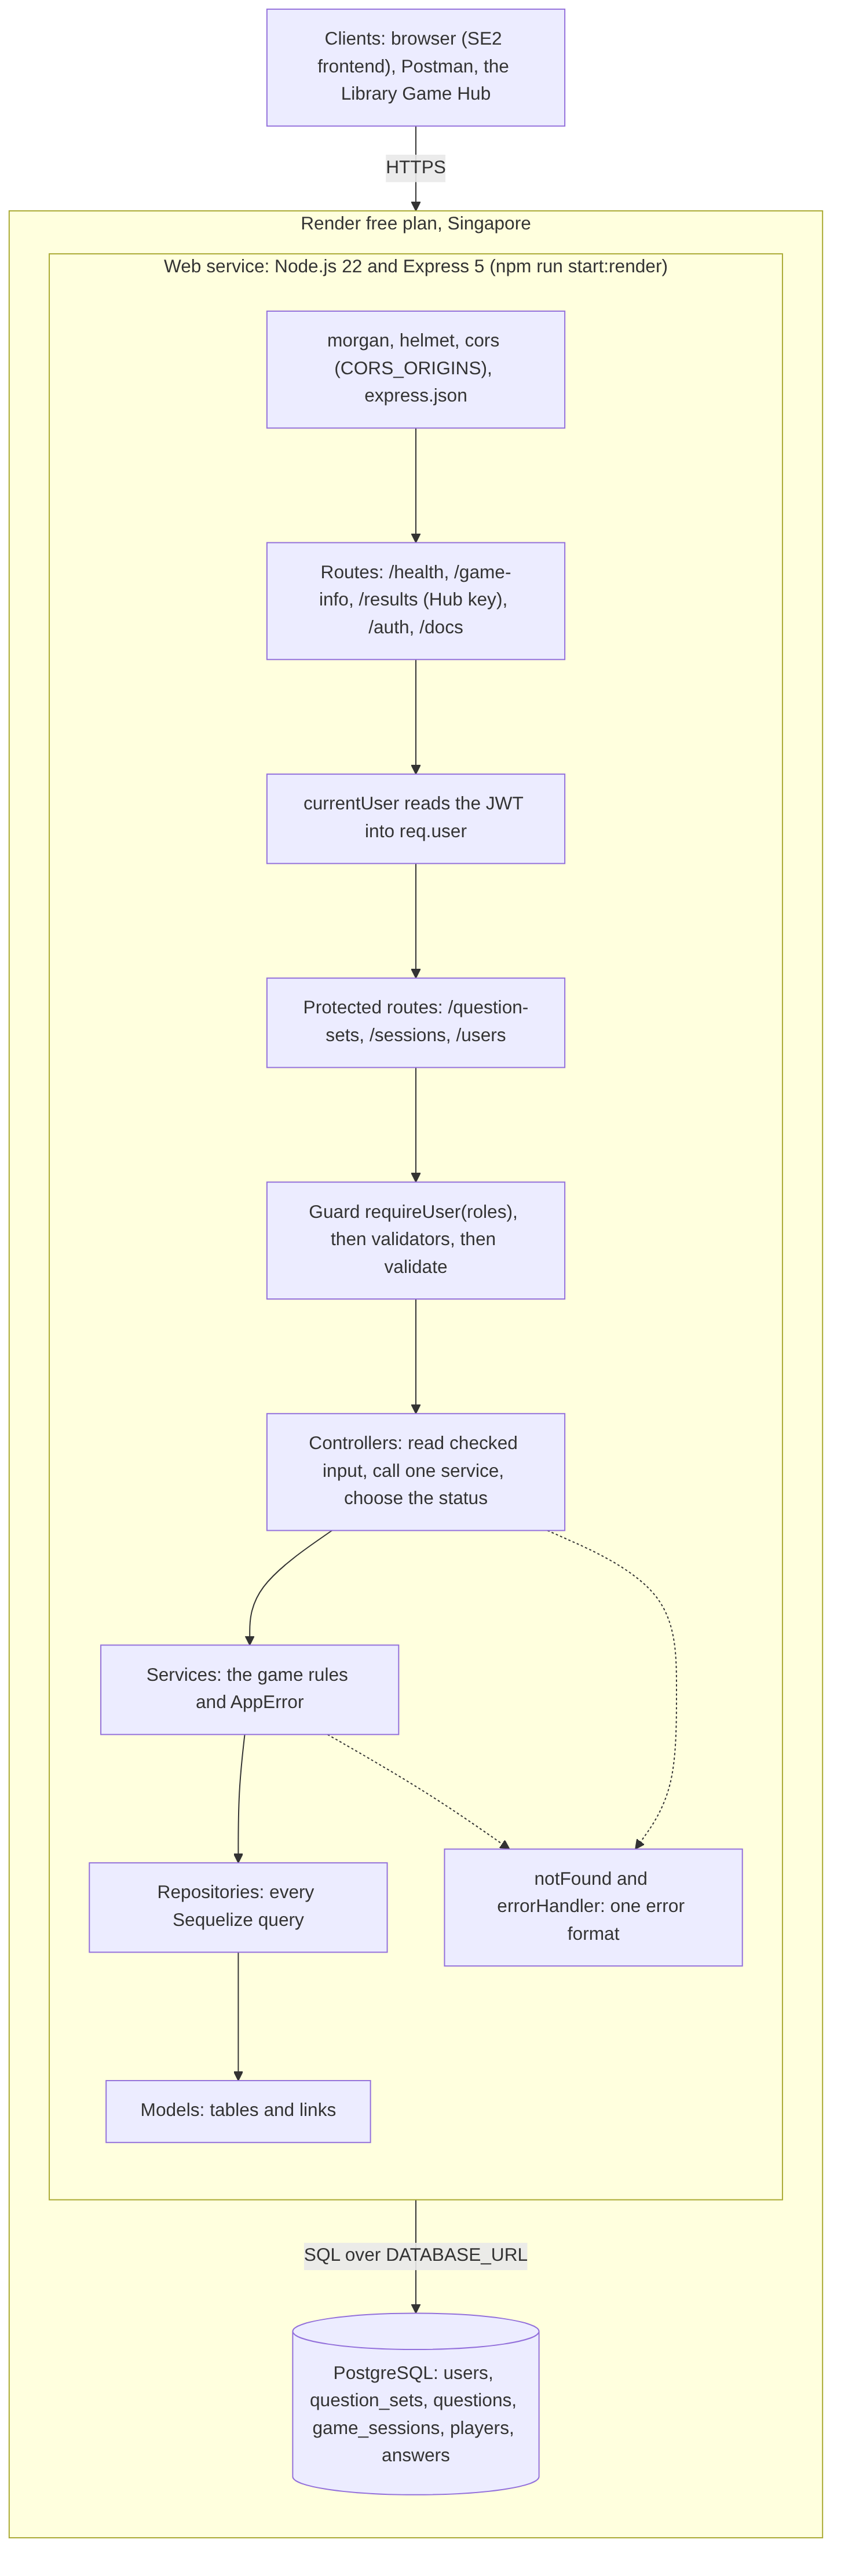 Clients: browser (SE2
frontend), Postman, the
Library Game Hub
HTTPS
Render free plan, Singapore
Web service: Node.js 22 and Express 5 (npm run start:render)
morgan, helmet, cors
(CORS_ORIGINS),
express.json
Routes: /health, /game-
info, /results (Hub key),
/auth, /docs
currentUser reads the JWT
into req.user
Protected routes: /question-
sets, /sessions, /users
Guard requireUser(roles),
then validators, then
validate
Controllers: read checked
input, call one service,
choose the status
Services: the game rules
and AppError
Repositories: every
Sequelize query
notFound and
errorHandler: one error
format
Models: tables and links
SQL over DATABASE_URL
PostgreSQL: users,
question_sets, questions,
game_sessions, players,
answers